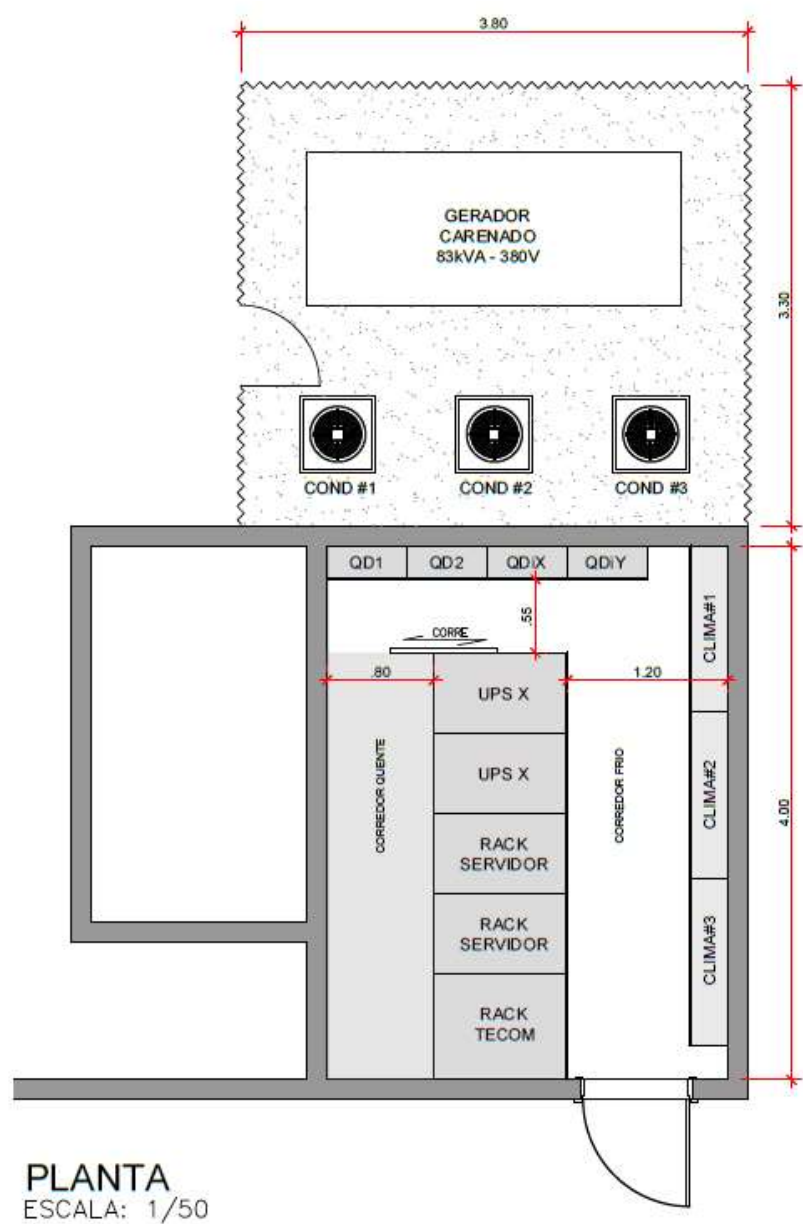 3.80
GERADOR
CARENADO
83kVA - 380V
3.30
COND #1
COND #2
COND #3
QD1
QD2
QDiX
QDiY
CLIMA#1
.55
CORRE
.80
1.20
UPS X
CORREDOR QUENTE
UPS X
CORREDOR FRIO
CLIMA#2
4.00
RACK
SERVIDOR
RACK
SERVIDOR
CLIMA#3
RACK
TECOM
PLANTA
ESCALA: 1/50